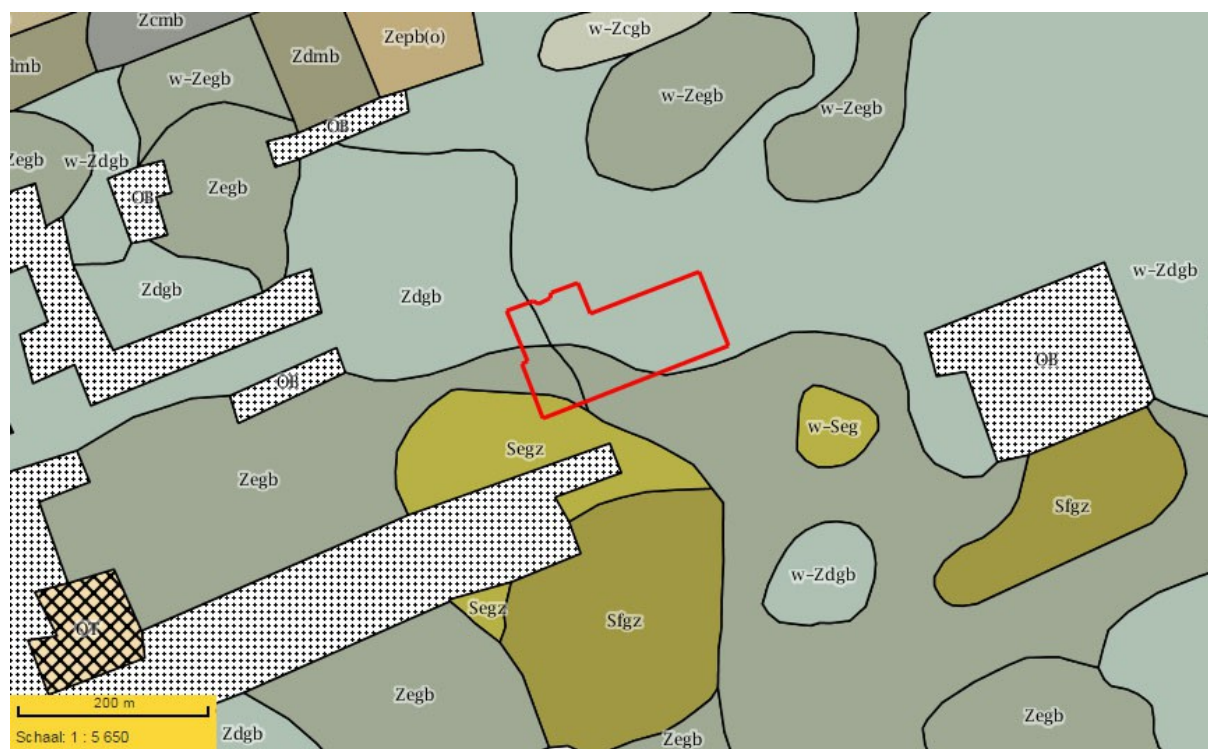 Zcmb
Zepb(o)
w-Zcgb
Zdmb
dmb
w-Zegb
w-Zegb
w-Zegb
OB
Zegb
w-Zdgb
Zegb
OB
w-Zdgb
Zdgb
Zdgb
OB
OB
w-Seg
Segz
Zegb
Sfgz
w-Zdgb
Segz
Sfgz
OT
Zegb
Zegb
200 m
Zdgb
Schaal: 1 : 5 650
Zegb